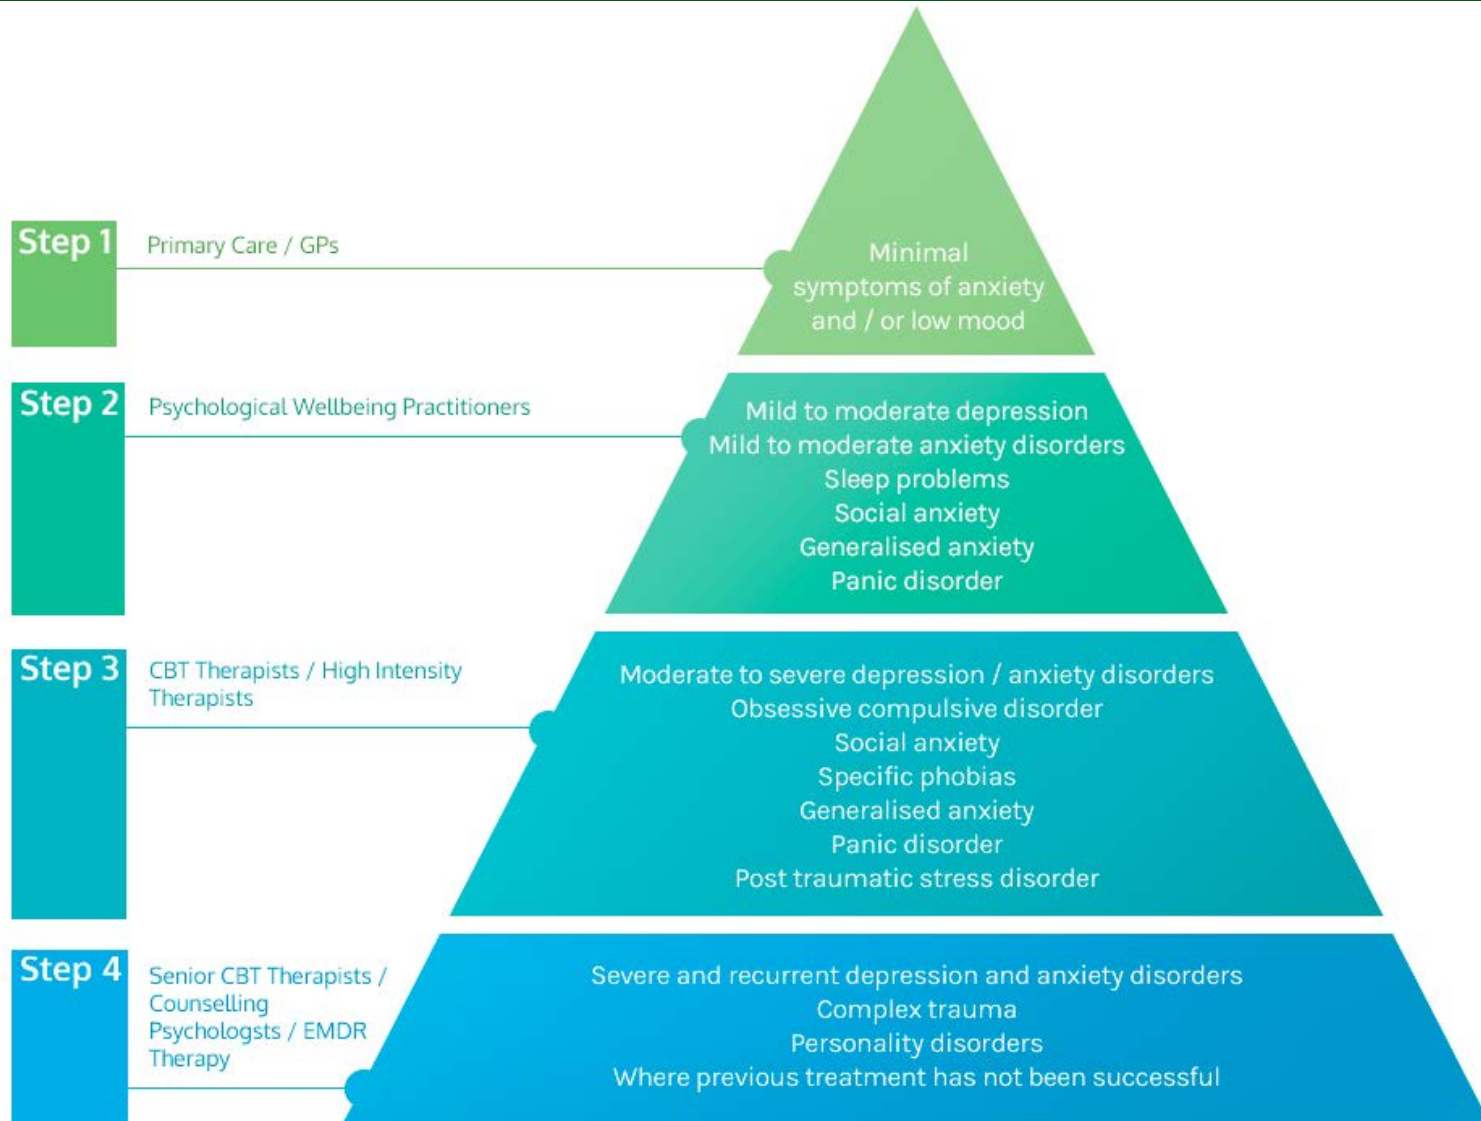 Step 1
Primary Care / GPs
Minimal
symptoms of anxiety
and / or low mood
Step 2
Psychological Wellbeing Practitioners
Mild to moderate depression
Mild to moderate anxiety disorders
Sleep problems
Social anxiety
Generalised anxiety
Panic disorder
Step 3
CBT Therapists / High Intensity
Therapists
Moderate to severe depression / anxiety disorders
Obsessive compulsive disorder
Social anxiety
Specific phobias
Generalised anxiety
Panic disorder
Post traumatic stress disorder
Step 4
Senior CBT Therapists /
Counselling
Psychologsts / EMDR
Therapy
Severe and recurrent depression and anxiety disorders
Complex trauma
Personality disorders
Where previous treatment has not been successful